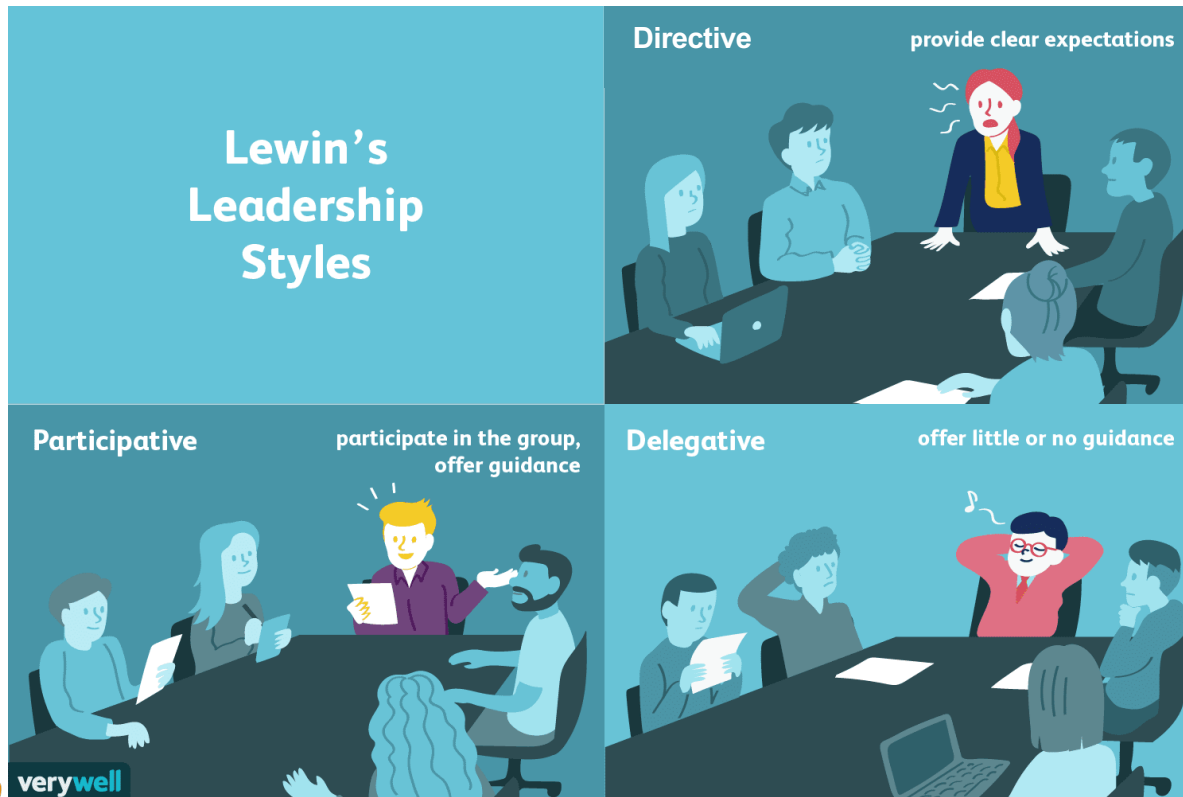 Lewin's
Leadership
Styles
Directive
provide clear expectations
Participative
participate in the group,
offer guidance
Delegative
offer little or no guidance
verywell